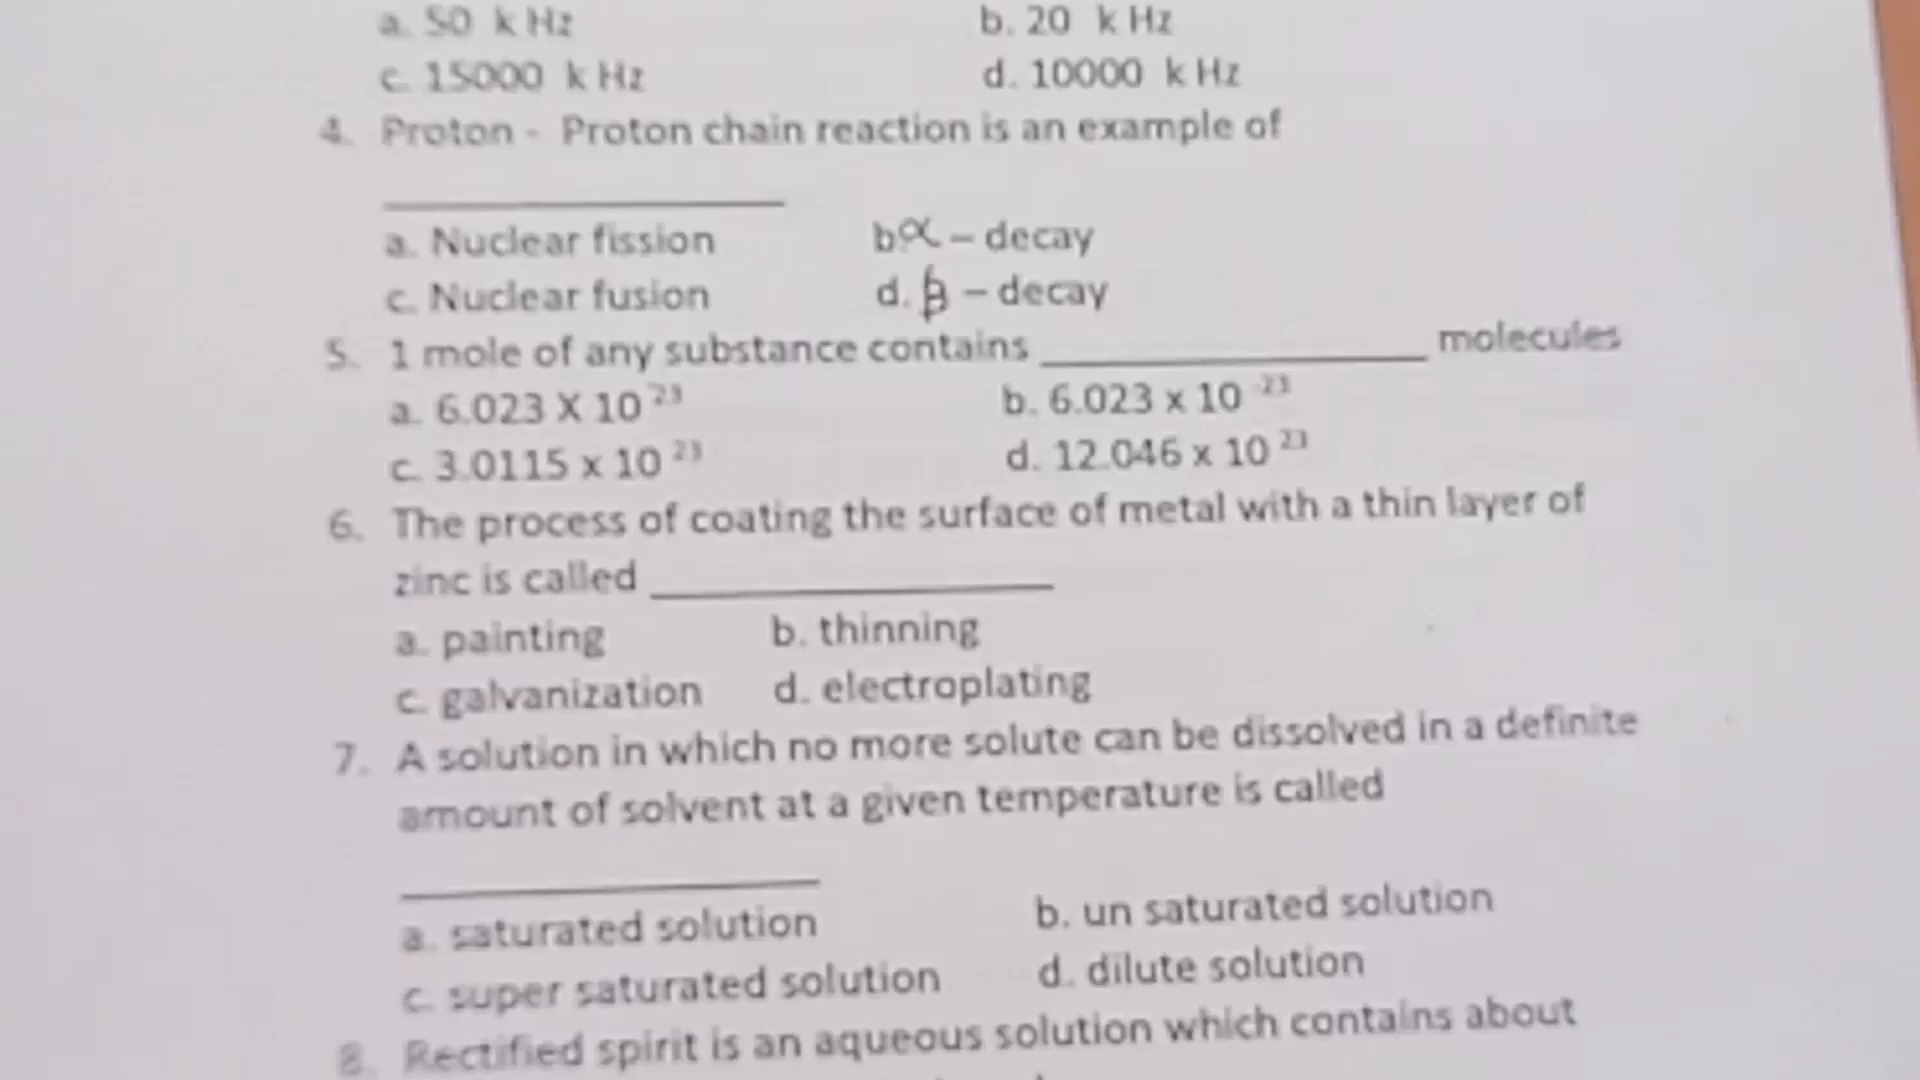 a. 50 k Hz b. 20 k Hz
c. 15000 k Hz d. 10000 k Hz
4. Proton - Proton chain reaction is an example of
a. Nuclear fission b α – decay
c. Nuclear fusion d. β – decay
5. 1 mole of any substance contains ____________ molecules
a. 6.023 X 10 ²³ b. 6.023 x 10 ⁻²³
c. 3.0115 x 10 ²³ d. 12.046 x 10 ²³
6. The process of coating the surface of metal with a thin layer of
zinc is called ____________
a. painting b. thinning
c. galvanization d. electroplating
7. A solution in which no more solute can be dissolved in a definite
amount of solvent at a given temperature is called
a. saturated solution b. un saturated solution
c. super saturated solution d. dilute solution
8. Rectified spirit is an aqueous solution which contains about